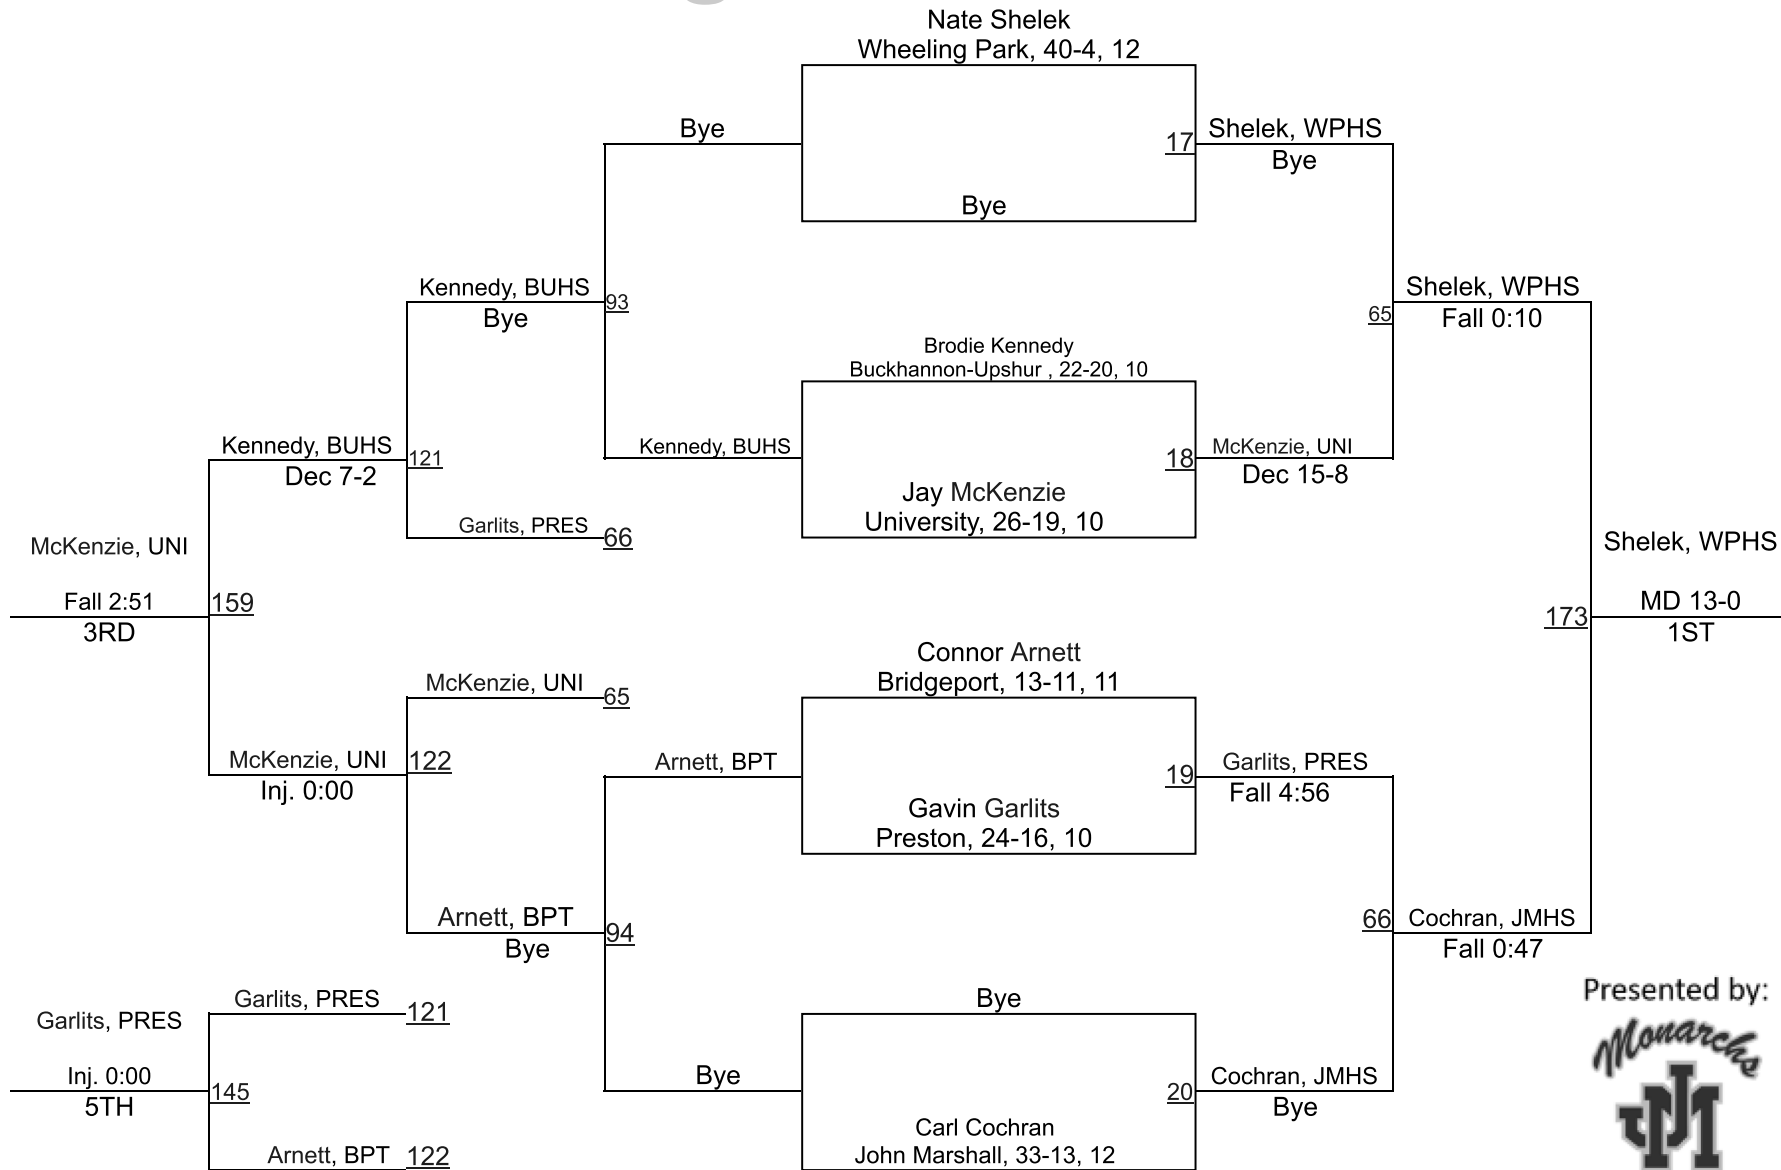 Nate Shelek
Wheeling Park, 40-4, 12
Bye
17
Shelek, WPHS
Bye
Bye
Kennedy, BUHS
93
Bye
Shelek, WPHS
65
Fall 0:10
Brodie Kennedy
Buckhannon-Upshur , 22-20, 10
Kennedy, BUHS
121
Dec 7-2
Kennedy, BUHS
18
McKenzie, UNI
Dec 15-8
Jay McKenzie
University, 26-19, 10
Garlits, PRES
66
McKenzie, UNI
Fall 2:51
159
3RD
Shelek, WPHS
173
MD 13-0
1ST
Connor Arnett
Bridgeport, 13-11, 11
McKenzie, UNI
65
McKenzie, UNI
122
Inj. 0:00
Arnett, BPT
19
Garlits, PRES
Fall 4:56
Gavin Garlits
Preston, 24-16, 10
Arnett, BPT
94
Bye
66
Cochran, JMHS
Fall 0:47
Garlits, PRES
121
Garlits, PRES
Inj. 0:00
145
5TH
Arnett, BPT
122
Bye
Bye
20
Cochran, JMHS
Bye
Carl Cochran
John Marshall, 33-13, 12
Presented by:
Monarchs
JM